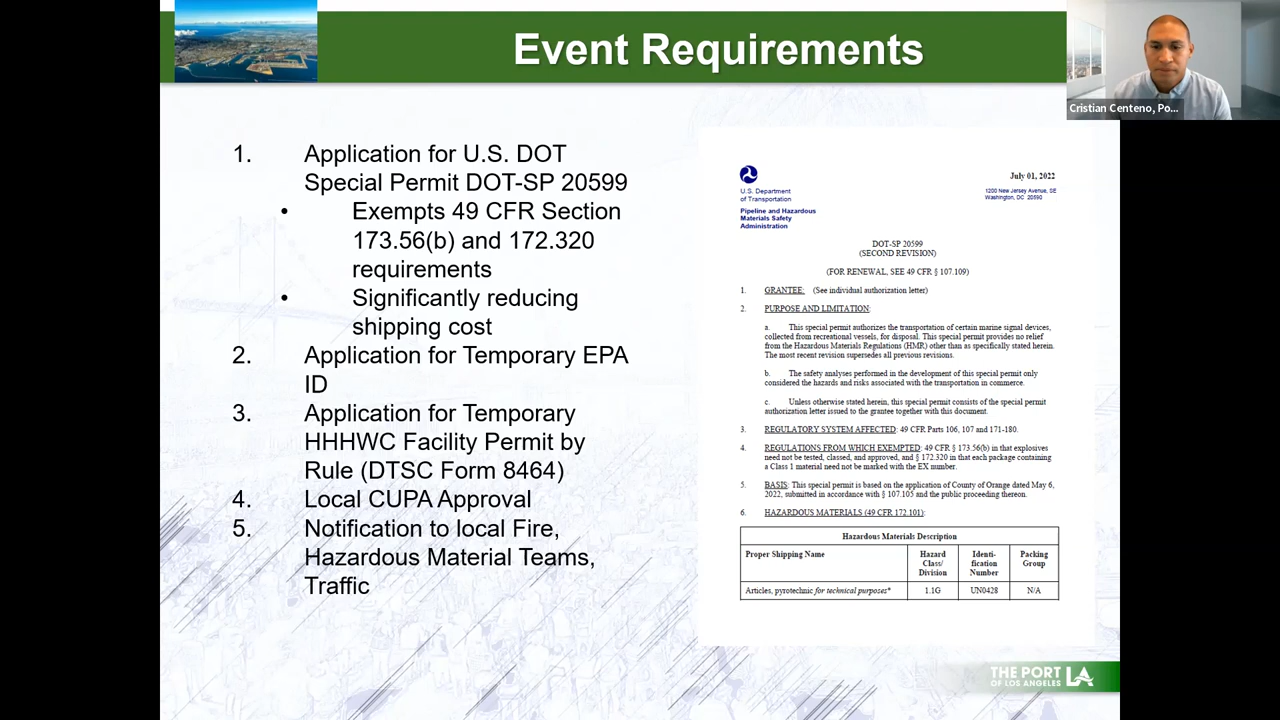 Event Requirements
Cristian Centeno, Po...
1. Application for U.S. DOT
Special Permit DOT-SP 20599
• Exempts 49 CFR Section
173.56(b) and 172.320
requirements
• Significantly reducing
shipping cost
2. Application for Temporary EPA
ID
3. Application for Temporary
HHHWC Facility Permit by
Rule (DTSC Form 8464)
4. Local CUPA Approval
5. Notification to local Fire,
Hazardous Material Teams,
Traffic
July 01, 2022
U.S. Department
of Transportation
1200 New Jersey Avenue, SE
Washington, DC 20590
Pipeline and Hazardous
Materials Safety
Administration
DOT-SP 20599
(SECOND REVISION)
(FOR RENEWAL, SEE 49 CFR § 107.109)
1. GRANTEE: (See individual authorization letter)
2. PURPOSE AND LIMITATION:
a. This special permit authorizes the transportation of certain marine signal devices,
collected from recreational vessels, for disposal. This special permit provides no relief
from the Hazardous Materials Regulations (HMR) other than as specifically stated herein.
The most recent revision supersedes all previous revisions.
b. The safety analyses performed in the development of this special permit only
considered the hazards and risks associated with the transportation in commerce.
c. Unless otherwise stated herein, this special permit consists of the special permit
authorization letter issued to the grantee together with this document.
3. REGULATORY SYSTEM AFFECTED: 49 CFR Parts 106, 107 and 171-180.
4. REGULATIONS FROM WHICH EXEMPTED: 49 CFR § 173.56(b) in that explosives
need not be tested, classed, and approved, and § 172.320 in that each package containing
a Class 1 material need not be marked with the EX number.
5. BASIS: This special permit is based on the application of County of Orange dated May 6,
2022, submitted in accordance with § 107.105 and the public proceeding thereon.
6. HAZARDOUS MATERIALS (49 CFR 172.101):
Hazardous Materials Description
Proper Shipping Name Hazard Class/ Division Identi- fication Number Packing Group
Articles, pyrotechnic for technical purposes* 1.1G UN0428 N/A
THE PORT
OF LOS ANGELES LA